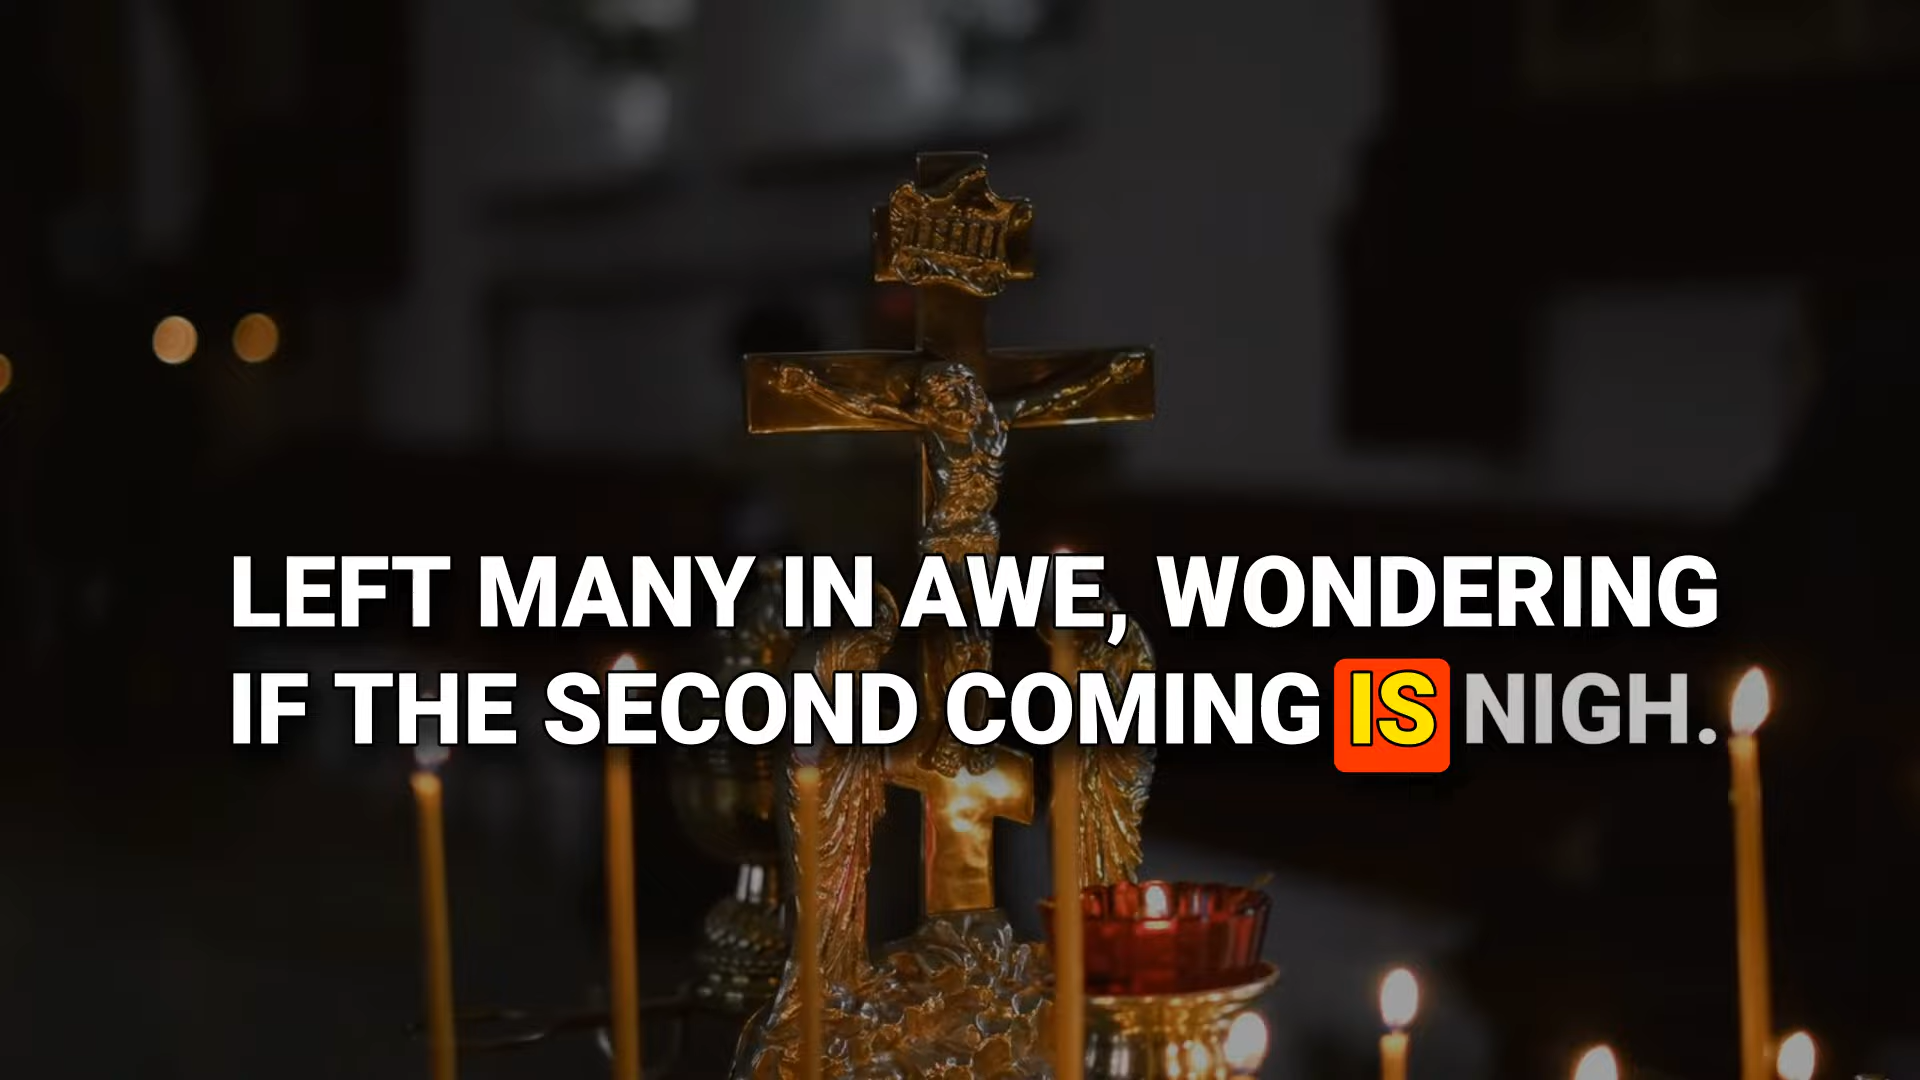 LEFT MANY IN AWE, WONDERING
IF THE SECOND COMING IS NIGH.